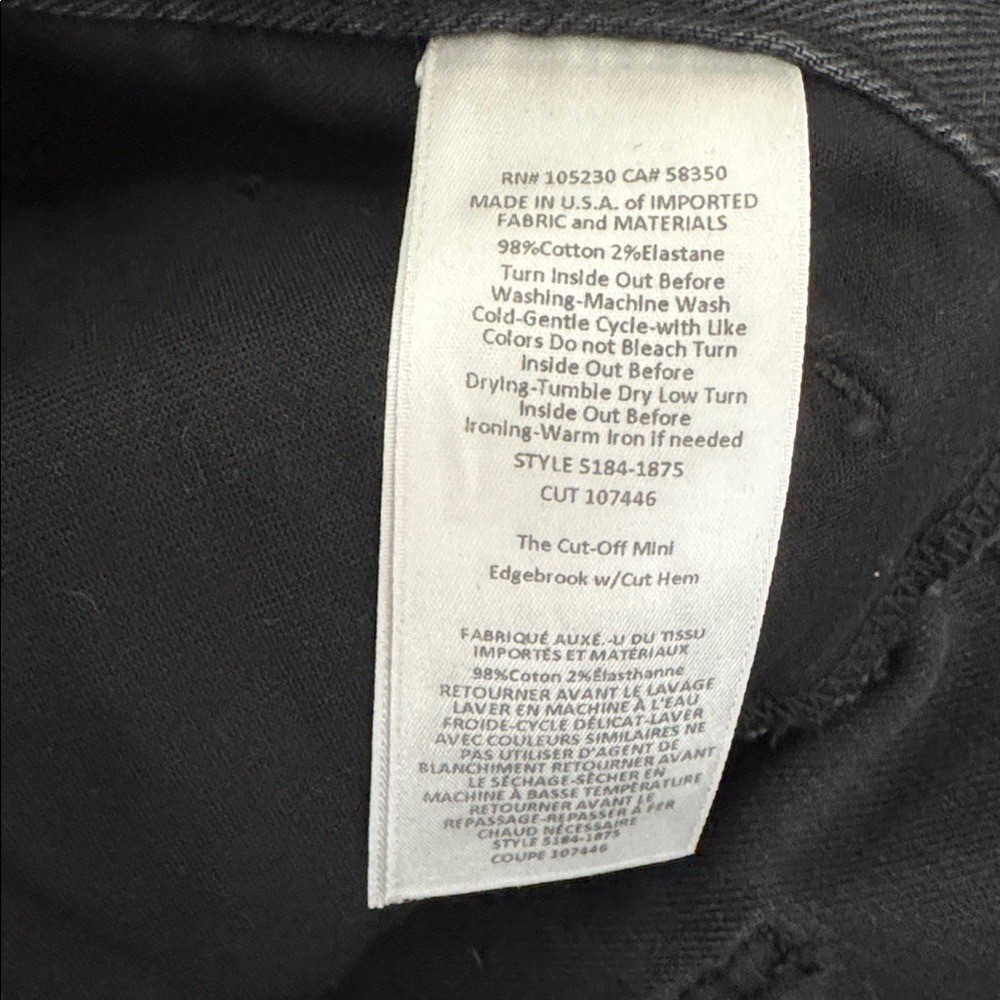 RN# 105230 CA# 58350
MADE IN U.S.A. of IMPORTED
FABRIC and MATERIALS
98%Cotton 2%Elastane
Turn Inside Out Before
Washing-Machine Wash
Cold-Gentle Cycle-with Like
Colors Do not Bleach Turn
Inside Out Before
Drying-Tumble Dry Low Turn
Inside Out Before
Ironing-Warm Iron if needed
STYLE 5184-1875
CUT 107446
The Cut-Off Mini
Edgebrook w/Cut Hem
FABRIQUÉ AUXÉ.-U DU TISSU
IMPORTÉS ET MATÉRIAUX
98%Coton 2%Élasthanne
RETOURNER AVANT LE LAVAGE
LAVER EN MACHINE À L'EAU
FROIDE-CYCLE DÉLICAT-LAVER
AVEC COULEURS SIMILAIRES NE
PAS UTILISER D'AGENT DE
BLANCHIMENT RETOURNER AVANT
LE SÉCHAGE-SÉCHER EN
MACHINE À BASSE TEMPÉRATURE
RETOURNER AVANT LE
REPASSAGE-REPASSER À FER
CHAUD NÉCESSAIRE
STYLE 5184-1875
COUPE 107446